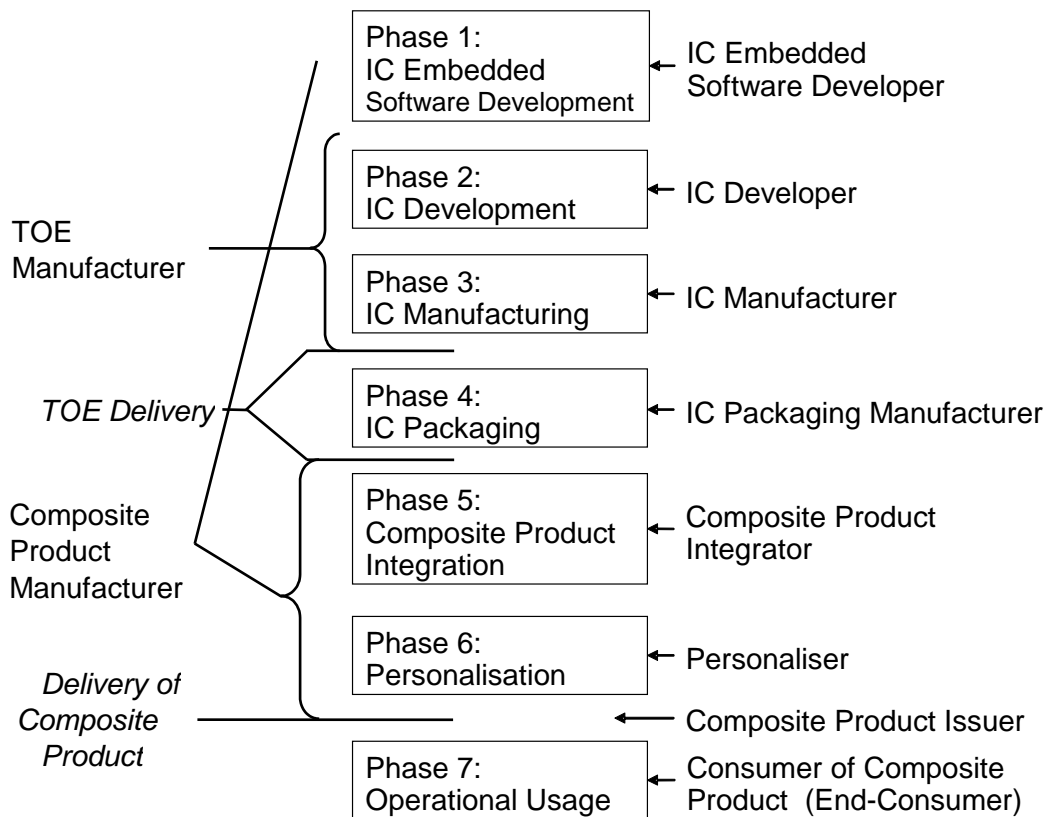 Phase 1:
IC Embedded
Software Development
IC Embedded
Software Developer
Phase 2:
IC Development
IC Developer
TOE
Manufacturer
Phase 3:
IC Manufacturing
IC Manufacturer
TOE Delivery
Phase 4:
IC Packaging
IC Packaging Manufacturer
Composite
Product
Manufacturer
Phase 5:
Composite Product
Integration
Composite Product
Integrator
Phase 6:
Personalisation
Personaliser
Delivery of
Composite
Product
Composite Product Issuer
Phase 7:
Operational Usage
Consumer of Composite
Product (End-Consumer)